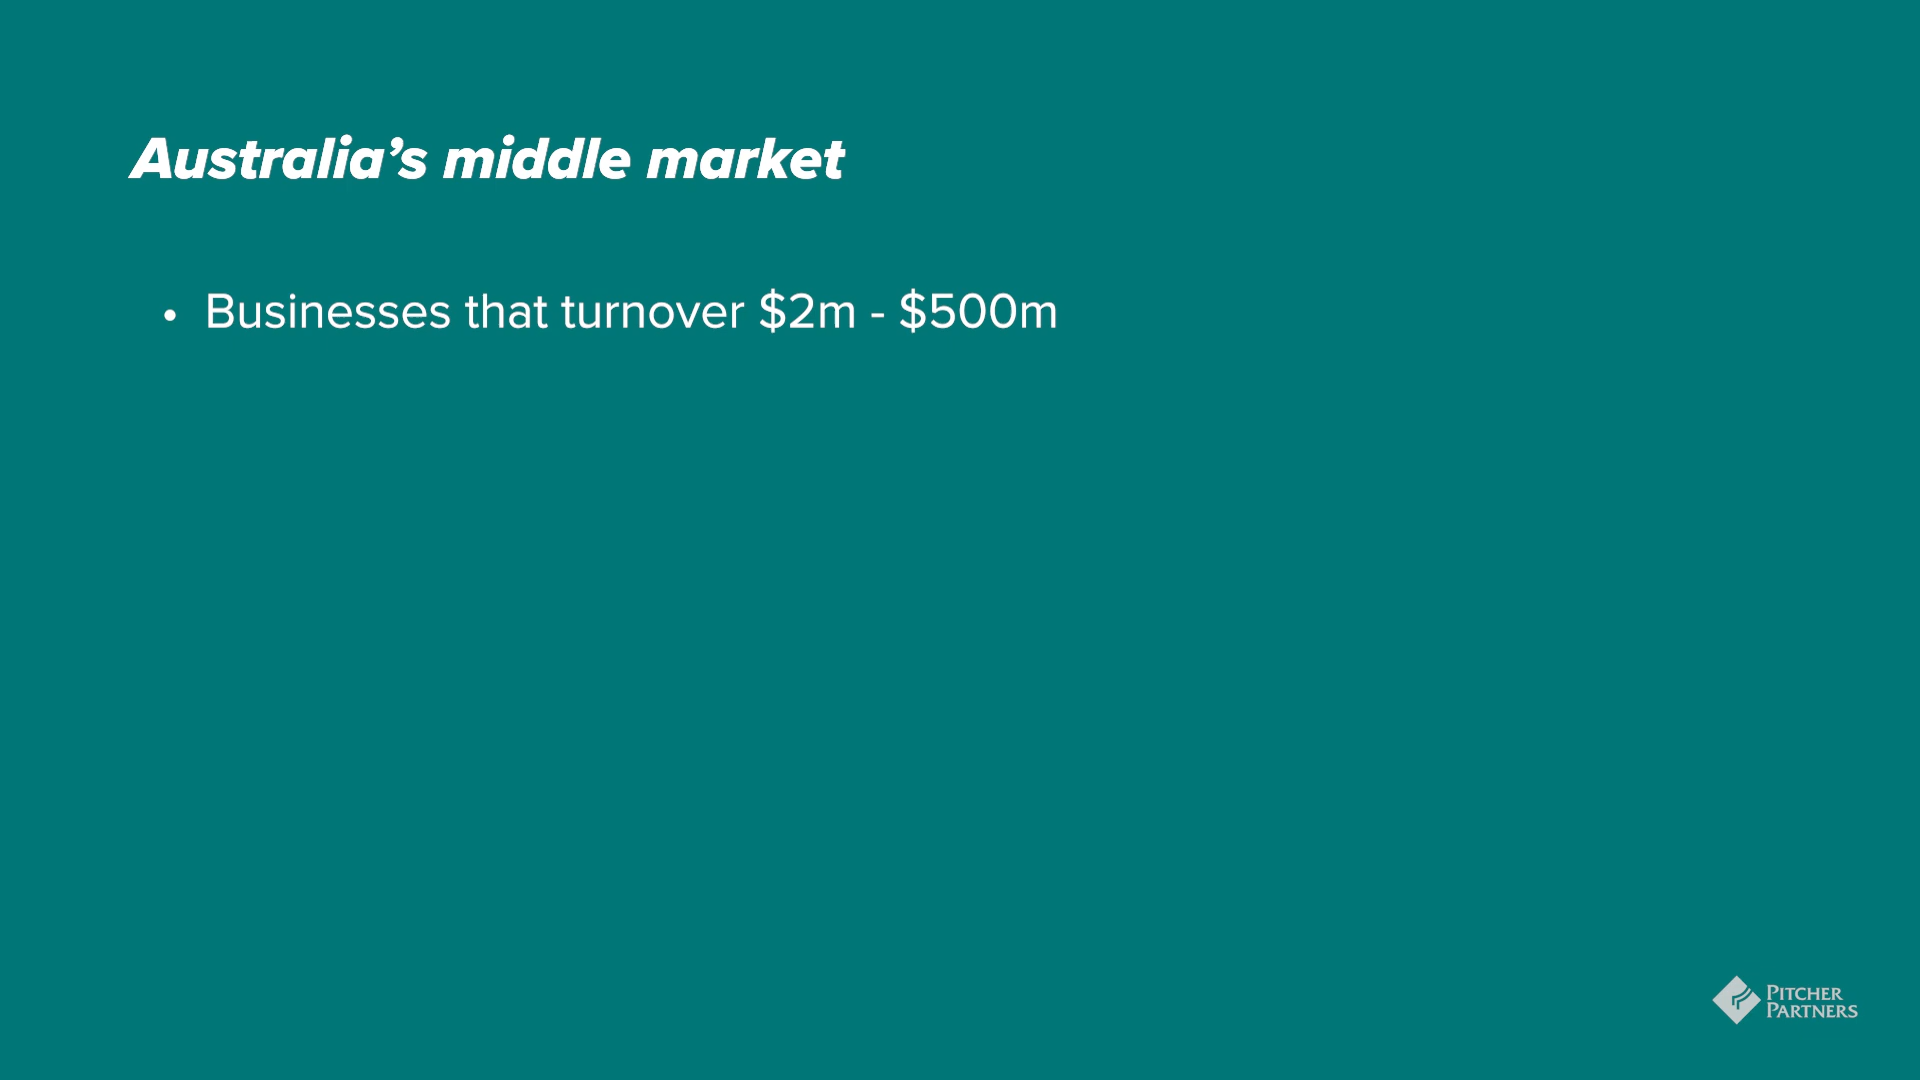 Australia’s middle market
• Businesses that turnover $2m - $500m
PITCHER
PARTNERS